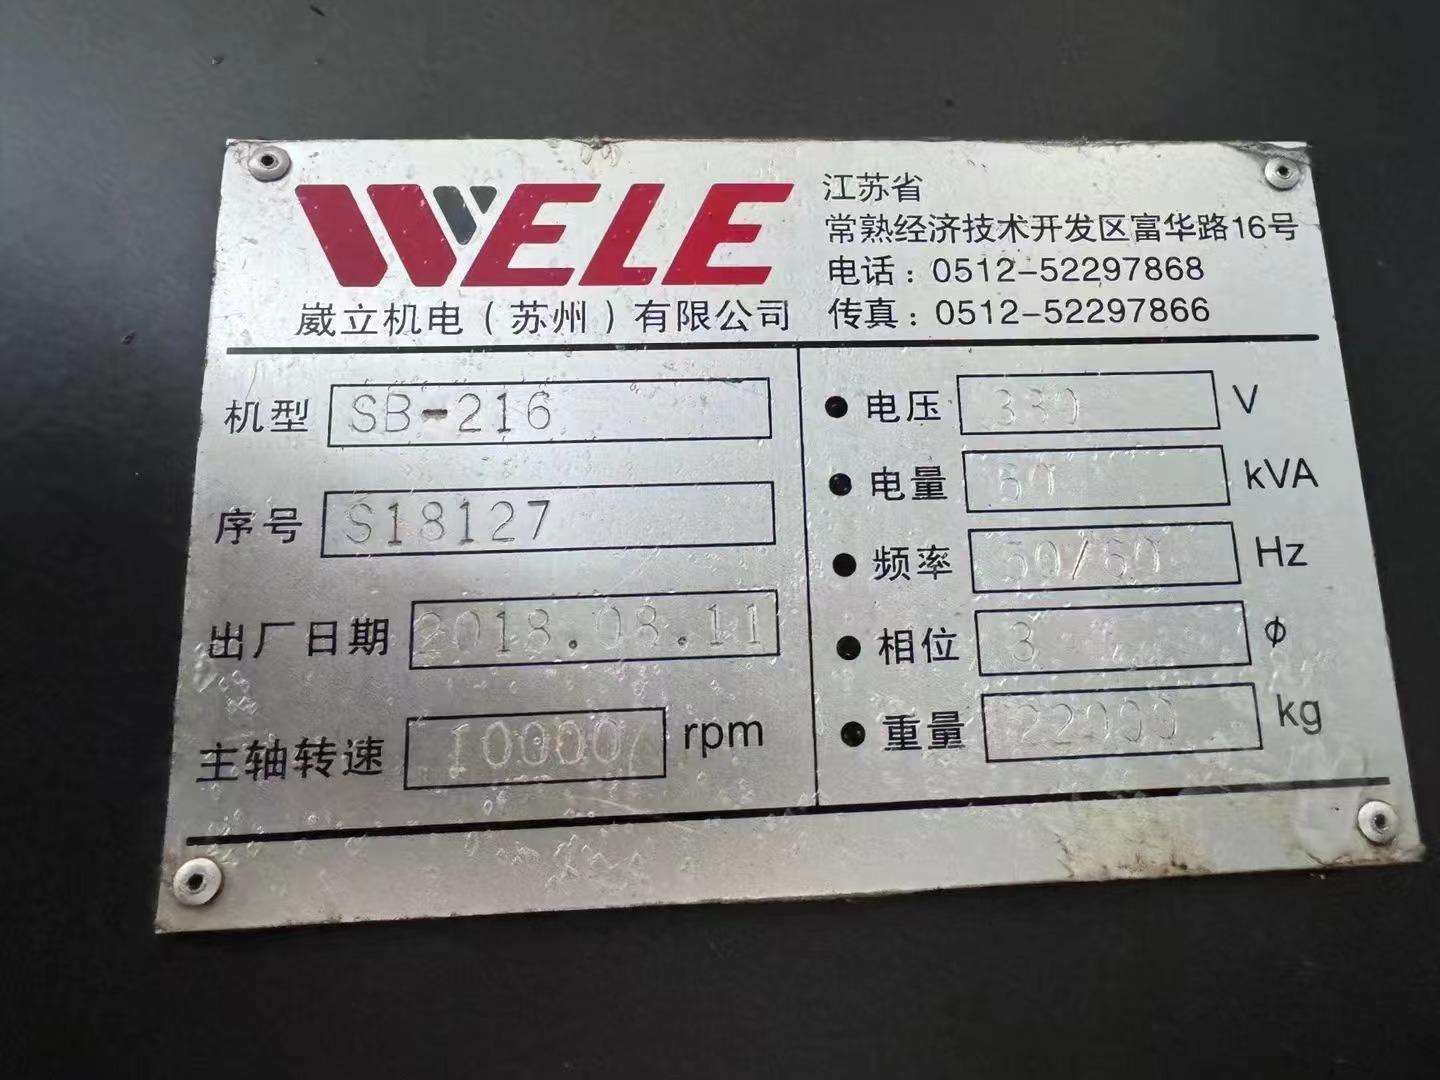 WELE
崴立机电（苏州）有限公司
江苏省
常熟经济技术开发区富华路16号
电话：0512-52297868
传真：0512-52297866
机型 SB-216
序号 S18127
出厂日期 2018.08.11
主轴转速 10000 rpm
电压 380 V
电量 60 kVA
频率 50/60 Hz
相位 3 ϕ
重量 22000 kg